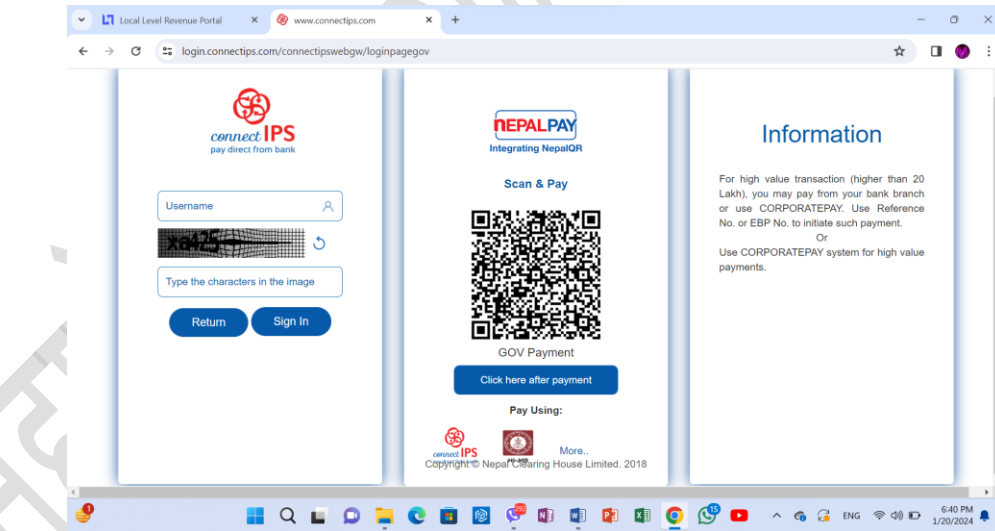 Local Level Revenue Portal
www.connectips.com
login.connectips.com/connectipswebgw/loginpagegov
connectIPS
pay direct from bank
Username
xa425
Type the characters in the image
Return
Sign In
NEPALPAY
Integrating NepalQR
Scan & Pay
GOV Payment
Click here after payment
Pay Using:
connectIPS
More..
Copyright © Nepal Clearing House Limited. 2018
Information
For high value transaction (higher than 20
Lakh), you may pay from your bank branch
or use CORPORATEPAY. Use Reference
No. or EBP No. to initiate such payment.
Or
Use CORPORATEPAY system for high value
payments.
ENG
6:40 PM
1/20/2024